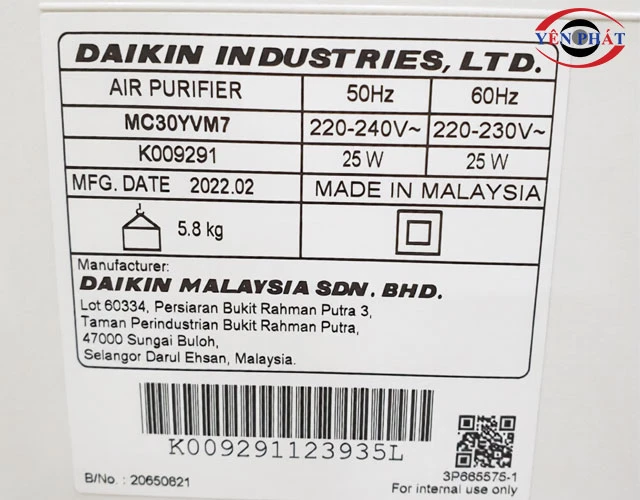 YÊN PHÁT
DAIKIN INDUSTRIES, LTD.
AIR PURIFIER 50Hz 60Hz
MC30YVM7 220-240V~ 220-230V~
K009291 25 W 25 W
MFG. DATE 2022.02 MADE IN MALAYSIA
5.8 kg
Manufacturer:
DAIKIN MALAYSIA SDN. BHD.
Lot 60334, Persiaran Bukit Rahman Putra 3,
Taman Perindustrian Bukit Rahman Putra,
47000 Sungai Buloh,
Selangor Darul Ehsan, Malaysia.
K009291123935L
3P665575-1
B/No. : 20650821
For internal use only